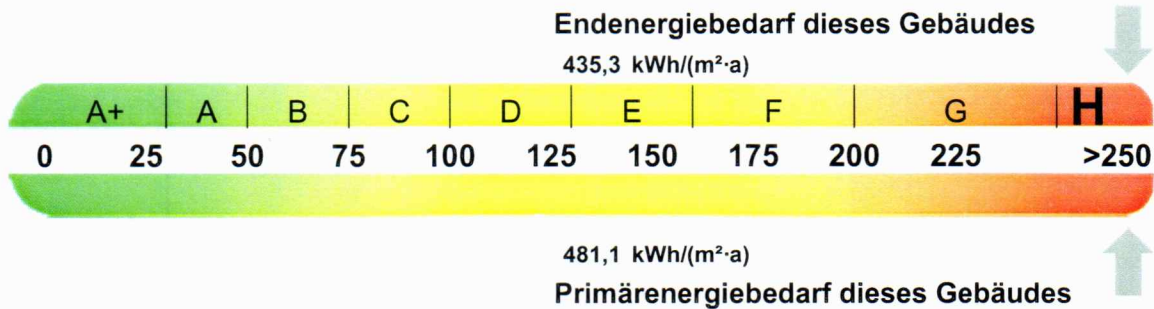 Endenergiebedarf dieses Gebäudes
435,3 kWh/(m²·a)
A+ A B C D E F G H
0 25 50 75 100 125 150 175 200 225 >250
481,1 kWh/(m²·a)
Primärenergiebedarf dieses Gebäudes